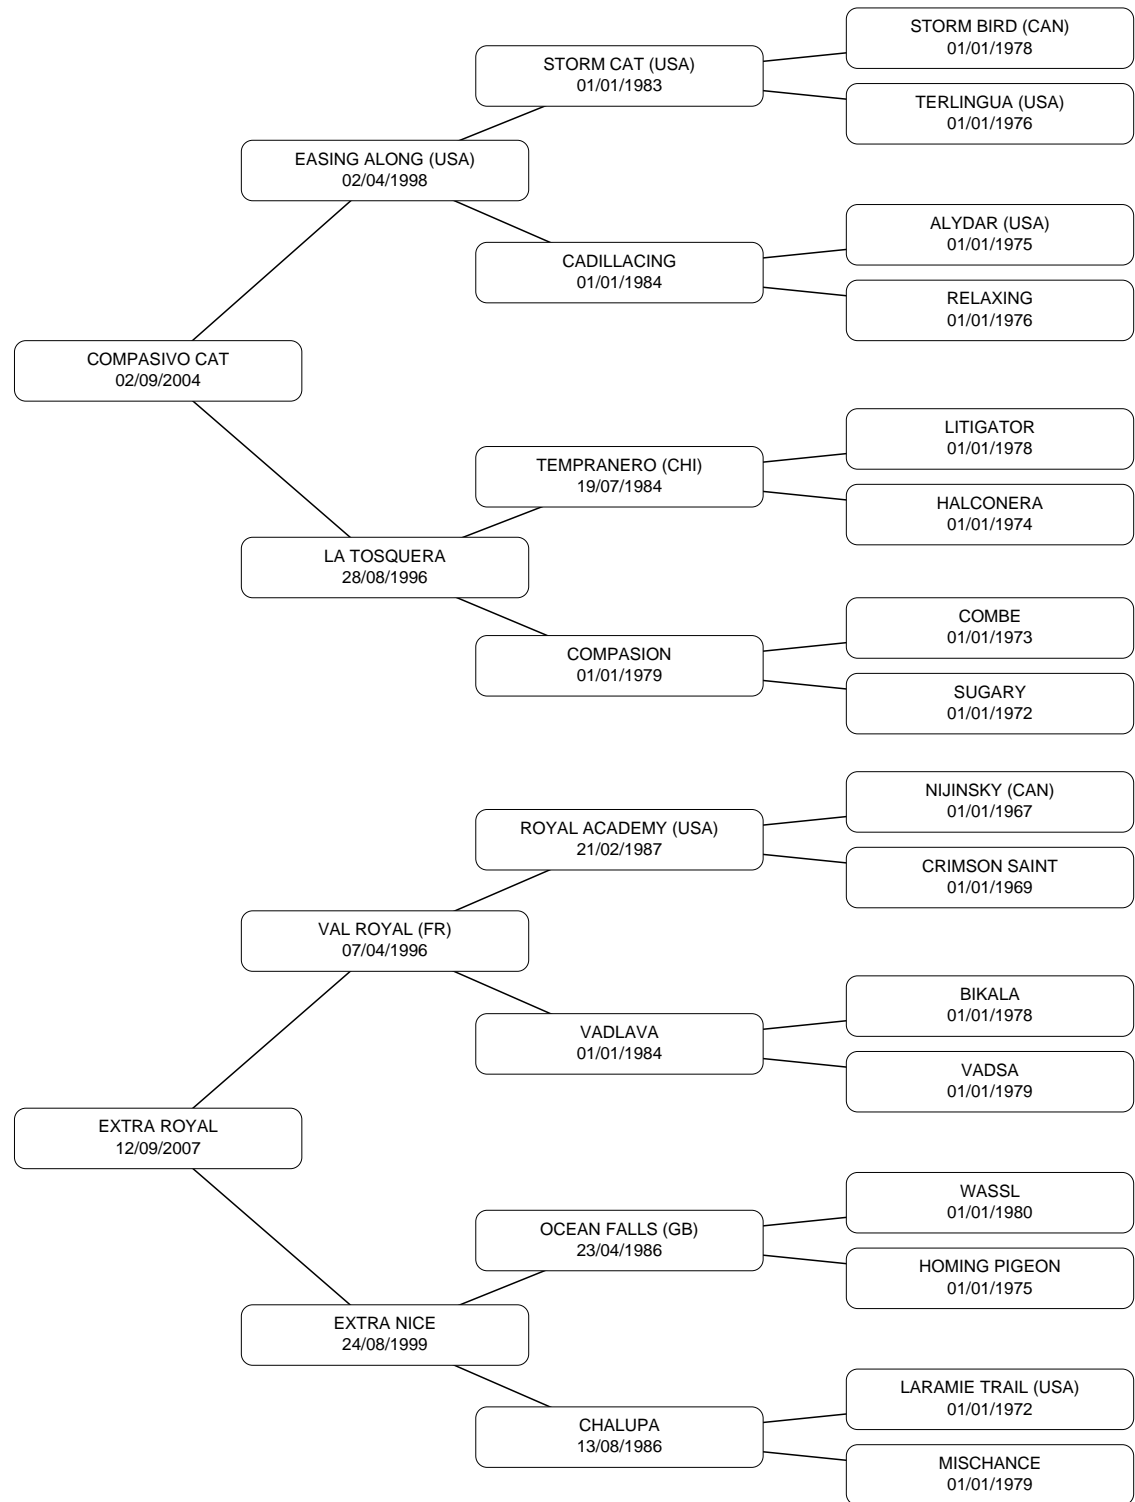 STORM BIRD (CAN)
01/01/1978
STORM CAT (USA)
01/01/1983
TERLINGUA (USA)
01/01/1976
EASING ALONG (USA)
02/04/1998
ALYDAR (USA)
01/01/1975
CADILLACING
01/01/1984
RELAXING
01/01/1976
COMPASIVO CAT
02/09/2004
LITIGATOR
01/01/1978
TEMPRANERO (CHI)
19/07/1984
HALCONERA
01/01/1974
LA TOSQUERA
28/08/1996
COMBE
01/01/1973
COMPASION
01/01/1979
SUGARY
01/01/1972
NIJINSKY (CAN)
01/01/1967
ROYAL ACADEMY (USA)
21/02/1987
CRIMSON SAINT
01/01/1969
VAL ROYAL (FR)
07/04/1996
BIKALA
01/01/1978
VADLAVA
01/01/1984
VADSA
01/01/1979
EXTRA ROYAL
12/09/2007
WASSL
01/01/1980
OCEAN FALLS (GB)
23/04/1986
HOMING PIGEON
01/01/1975
EXTRA NICE
24/08/1999
LARAMIE TRAIL (USA)
01/01/1972
CHALUPA
13/08/1986
MISCHANCE
01/01/1979